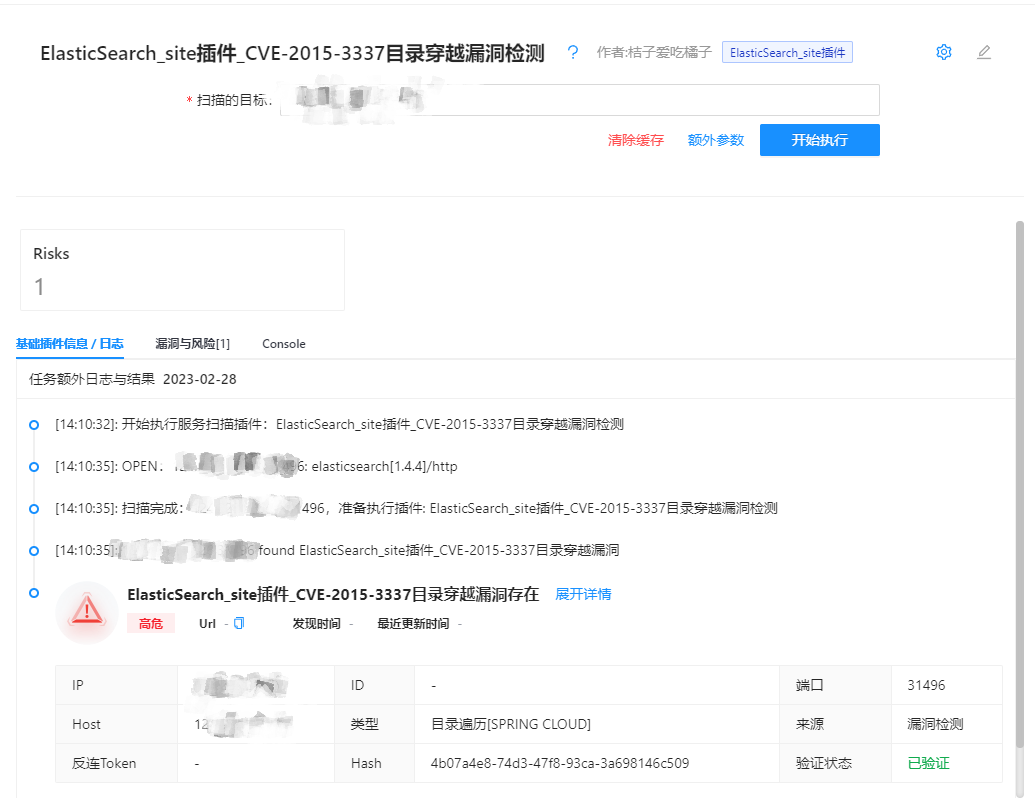 ElasticSearch_site插件_CVE-2015-3337目录穿越漏洞检测 ? 作者:桔子爱吃橘子 ElasticSearch_site插件
* 扫描的目标:
清除缓存 额外参数 开始执行
Risks
1
基础插件信息 / 日志 漏洞与风险[1] Console
任务额外日志与结果 2023-02-28
[14:10:32]: 开始执行服务扫描插件：ElasticSearch_site插件_CVE-2015-3337目录穿越漏洞检测
[14:10:35]: OPEN: 6: elasticsearch[1.4.4]/http
[14:10:35]: 扫描完成: 496，准备执行插件: ElasticSearch_site插件_CVE-2015-3337目录穿越漏洞检测
[14:10:35]: found ElasticSearch_site插件_CVE-2015-3337目录穿越漏洞
ElasticSearch_site插件_CVE-2015-3337目录穿越漏洞存在 展开详情
高危 Url - 发现时间 - 最近更新时间 -
IP ID - 端口 31496
Host 12 类型 目录遍历[SPRING CLOUD] 来源 漏洞检测
反连Token - Hash 4b07a4e8-74d3-47f8-93ca-3a698146c509 验证状态 已验证